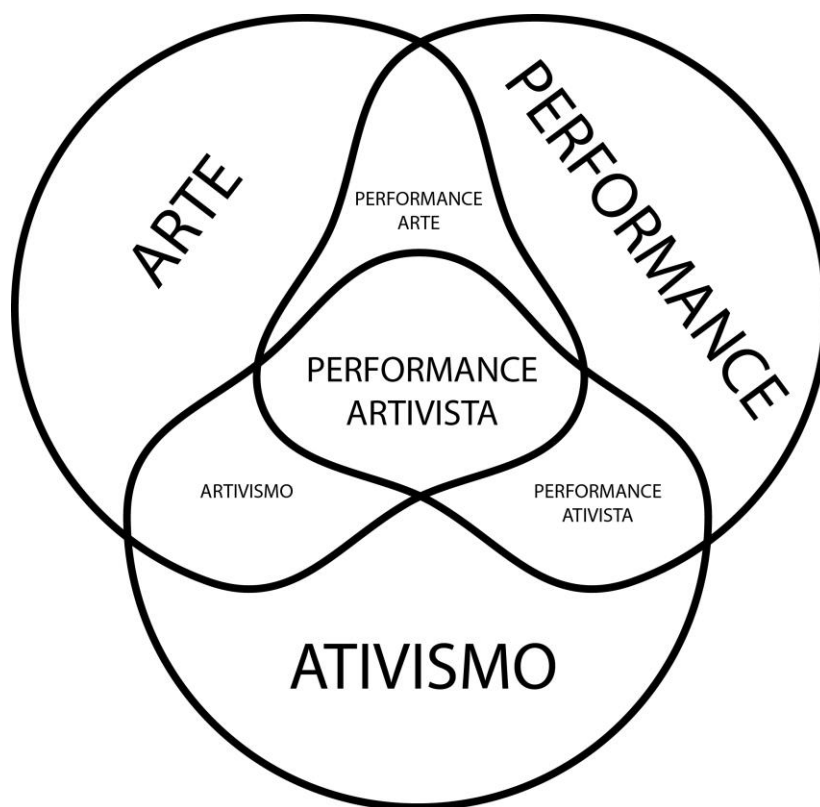 ARTE
PERFORMANCE
PERFORMANCE
ARTE
PERFORMANCE
ARTIVISTA
ARTIVISMO
PERFORMANCE
ATIVISTA
ATIVISMO